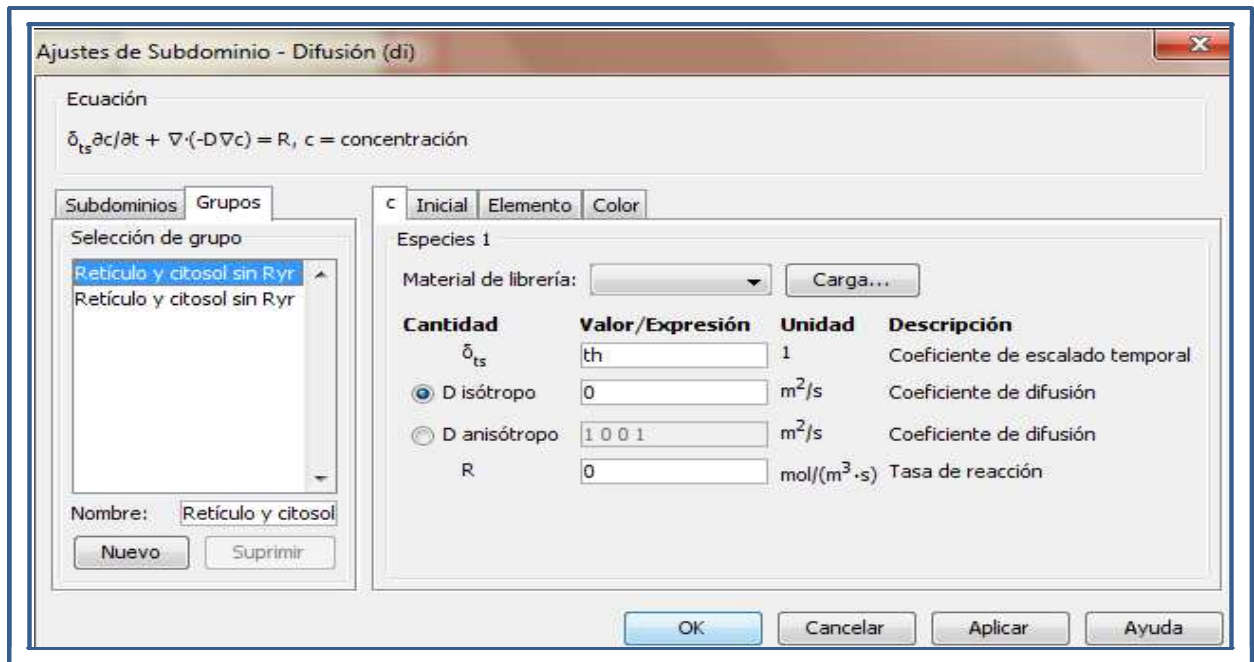 Ajustes de Subdominio - Difusión (di)
Ecuación
δts∂c/∂t + ∇·(-D∇c) = R, c = concentración
Subdominios Grupos
Selección de grupo
Retículo y citosol sin Ryr
Retículo y citosol sin Ryr
Nombre: Retículo y citosol
Nuevo Suprimir
c Inicial Elemento Color
Especies 1
Material de librería: Carga...
Cantidad Valor/Expresión Unidad Descripción
δts th 1 Coeficiente de escalado temporal
D isótropo 0 m²/s Coeficiente de difusión
D anisótropo 1 0 0 1 m²/s Coeficiente de difusión
R 0 mol/(m³·s) Tasa de reacción
OK Cancelar Aplicar Ayuda